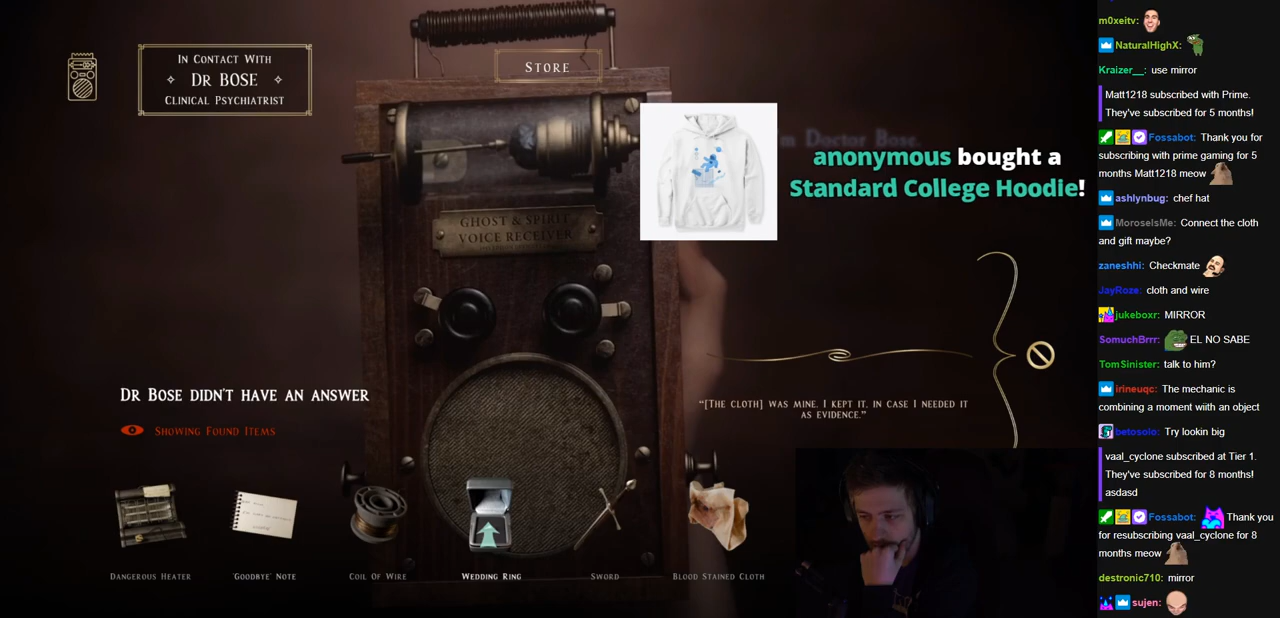 In Contact With
Dr Bose
Clinical Psychiatrist
Store
I'm Doctor Bose.
anonymous bought a
Standard College Hoodie!
GHOST & SPIRIT
VOICE RECEIVER
Dr Bose didn't have an answer
Showing Found Items
"[The cloth] was mine. I kept it. In case I needed it
as evidence."
Dangerous Heater
'Goodbye' Note
Coil Of Wire
Wedding Ring
Sword
Blood Stained Cloth
m0xeitv:
NaturalHighX:
Kraizer__: use mirror
Matt1218 subscribed with Prime.
They've subscribed for 5 months!
Fossabot: Thank you for
subscribing with prime gaming for 5
months Matt1218 meow
ashlynbug: chef hat
MoroseIsMe: Connect the cloth
and gift maybe?
zaneshhi: Checkmate
JayRoze: cloth and wire
jukeboxr: MIRROR
SomuchBrrr: EL NO SABE
TomSinister: talk to him?
irineuqc: The mechanic is
combining a moment wiith an object
betosolo: Try lookin big
vaal_cyclone subscribed at Tier 1.
They've subscribed for 8 months!
asdasd
Fossabot: Thank you
for resubscribing vaal_cyclone for 8
months meow
destronic710: mirror
sujen: